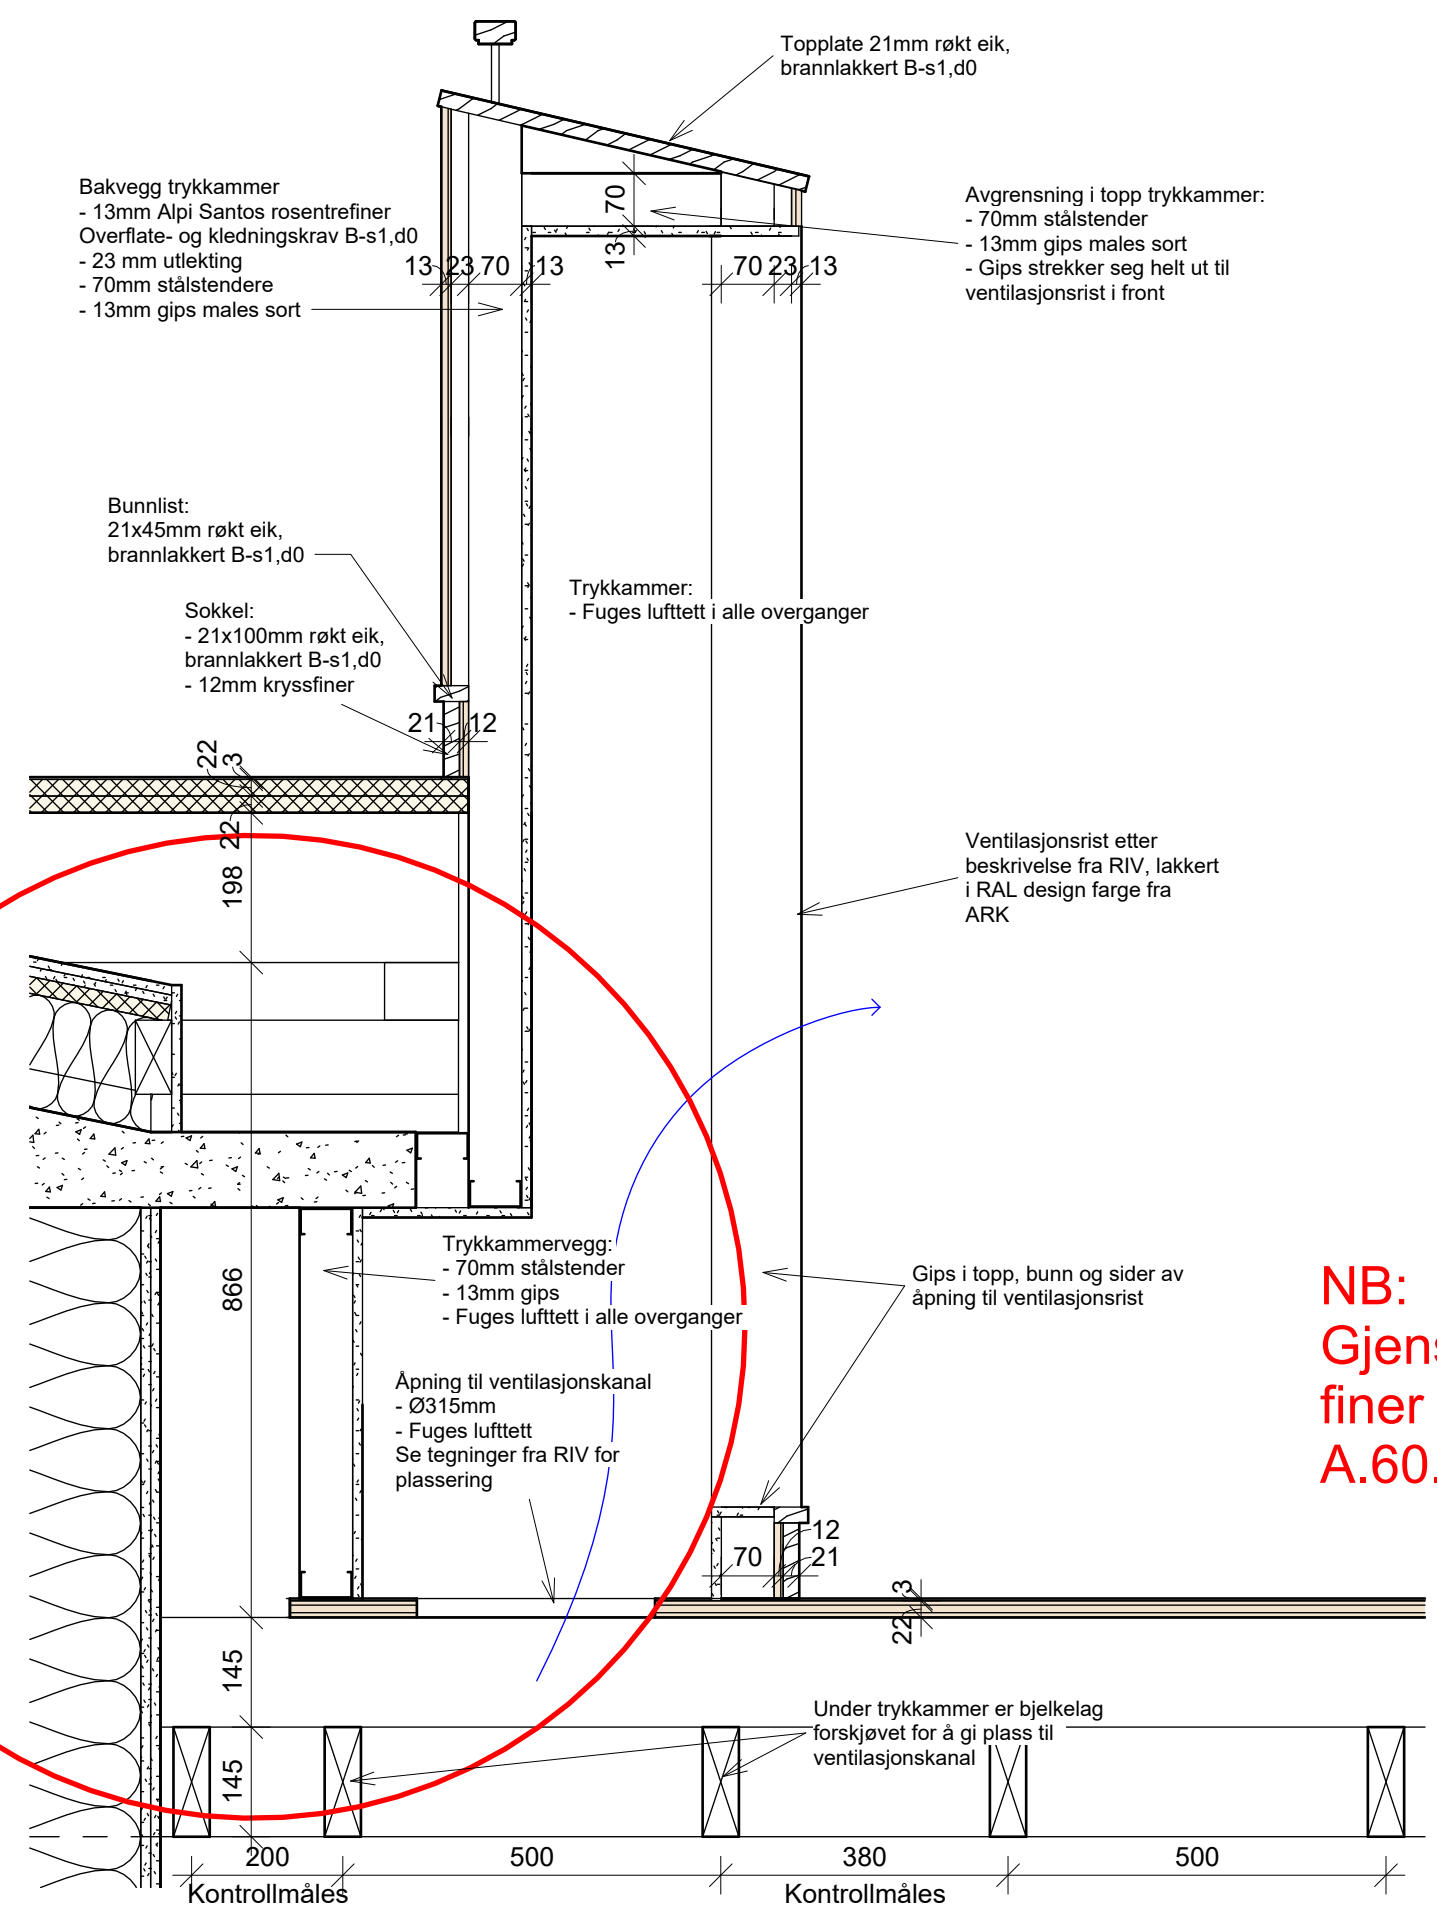 Topplate 21mm røkt eik,
brannlakkert B-s1,d0
Bakvegg trykkammer
- 13mm Alpi Santos rosentrefiner
Overflate- og kledningskrav B-s1,d0
- 23 mm utlekting
- 70mm stålstendere
- 13mm gips males sort
Avgrensning i topp trykkammer:
- 70mm stålstender
- 13mm gips males sort
- Gips strekker seg helt ut til
ventilasjonsrist i front
70
13
13 23 70 13
70 23 13
Bunnlist:
21x45mm røkt eik,
brannlakkert B-s1,d0
Trykkammer:
- Fuges lufttett i alle overganger
Sokkel:
- 21x100mm røkt eik,
brannlakkert B-s1,d0
- 12mm kryssfiner
21 12
22
3
22
198
Ventilasjonsrist etter
beskrivelse fra RIV, lakkert
i RAL design farge fra
ARK
866
Trykkammervegg:
- 70mm stålstender
- 13mm gips
- Fuges lufttett i alle overganger
Gips i topp, bunn og sider av
åpning til ventilasjonsrist
NB:
finer
A.60.
Åpning til ventilasjonskanal
- Ø315mm
- Fuges lufttett
Se tegninger fra RIV for
plassering
12
70 21
3
22
145
Under trykkammer er bjelkelag
forskjøvet for å gi plass til
ventilasjonskanal
145
200 500 380 500
Kontrollmåles Kontrollmåles